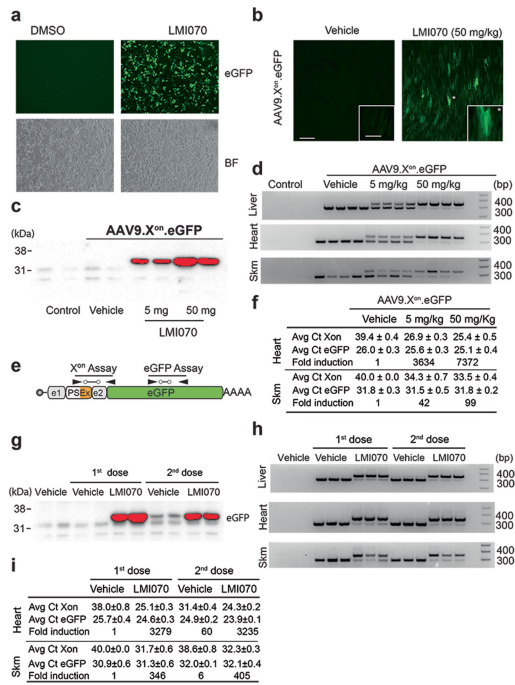 a
DMSO
LMI070
eGFP
BF
b
Vehicle
LMI070 (50 mg/kg)
AAV9.Xon.eGFP
*
*
c
(kDa)
AAV9.Xon.eGFP
38-
31-
Control
Vehicle
5 mg
50 mg
LMI070
d
AAV9.Xon.eGFP
Control
Vehicle
5 mg/kg
50 mg/kg
(bp)
Liver
400
300
Heart
400
300
Skm
400
300
e
Xon Assay
eGFP Assay
e1
PS
Ex
e2
eGFP
AAAA
f
AAV9.Xon.eGFP
Vehicle 5 mg/kg 50 mg/Kg
Heart
Avg Ct Xon 39.4 ± 0.4 26.9 ± 0.3 25.4 ± 0.5
Avg Ct eGFP 26.0 ± 0.3 25.6 ± 0.3 25.1 ± 0.4
Fold induction 1 3634 7372
Skm
Avg Ct Xon 40.0 ± 0.0 34.3 ± 0.7 33.5 ± 0.4
Avg Ct eGFP 31.8 ± 0.3 31.5 ± 0.5 31.8 ± 0.2
Fold induction 1 42 99
g
1st dose
2nd dose
(kDa)
Vehicle
Vehicle
LMI070
Vehicle
LMI070
38-
31-
eGFP
h
1st dose
2nd dose
Vehicle
Vehicle
LMI070
Vehicle
LMI070
(bp)
Liver
400
300
Heart
400
300
Skm
400
300
i
1st dose 2nd dose
Vehicle LMI070 Vehicle LMI070
Heart
Avg Ct Xon 38.0±0.8 25.1±0.3 31.4±0.4 24.3±0.2
Avg Ct eGFP 25.7±0.4 24.6±0.3 24.9±0.2 23.9±0.1
Fold induction 1 3279 60 3235
Skm
Avg Ct Xon 40.0±0.0 31.7±0.6 38.6±0.8 32.3±0.3
Avg Ct eGFP 30.9±0.6 31.3±0.6 32.0±0.1 32.1±0.4
Fold induction 1 346 6 405